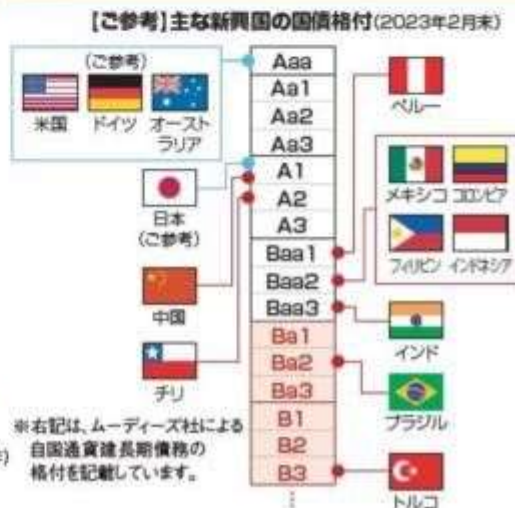 【ご参考】主な新興国の国債格付(2023年2月末)
(ご参考)
米国
ドイツ
オースト
ラリア
日本
(ご参考)
中国
チリ
※右記は、ムーディーズ社による
自国通貨建長期債務の
格付を記載しています。
Aaa
Aa1
Aa2
Aa3
A1
A2
A3
Baa1
Baa2
Baa3
Ba1
Ba2
Ba3
B1
B2
B3
ペルー
メキシコ
コロンビア
フィリピン
インドネシア
インド
ブラジル
トルコ